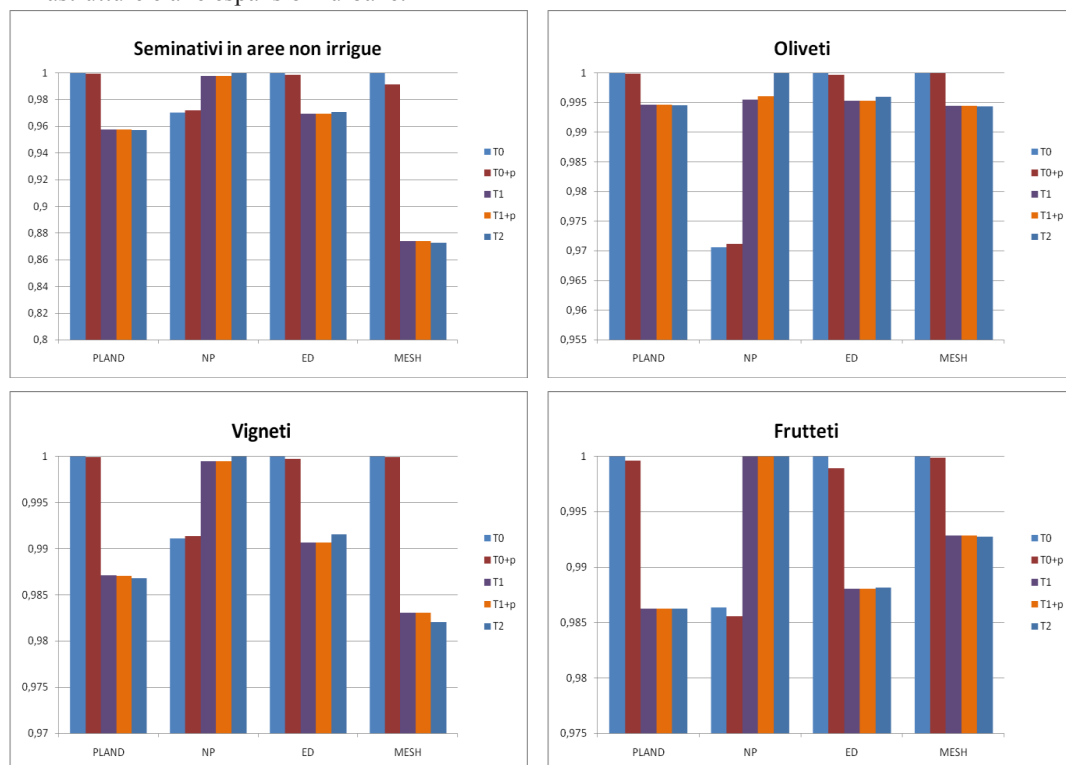 Seminativi in aree non irrigue
1
0,98
0,96
0,94
0,92
0,9
0,88
0,86
0,84
0,82
0,8
PLAND NP ED MESH
T0
T0+p
T1
T1+p
T2
Oliveti
1
0,995
0,99
0,985
0,98
0,975
0,97
0,965
0,96
0,955
PLAND NP ED MESH
T0
T0+p
T1
T1+p
T2
Vigneti
1
0,995
0,99
0,985
0,98
0,975
0,97
PLAND NP ED MESH
T0
T0+p
T1
T1+p
T2
Frutteti
1
0,995
0,99
0,985
0,98
0,975
PLAND NP ED MESH
T0
T0+p
T1
T1+p
T2